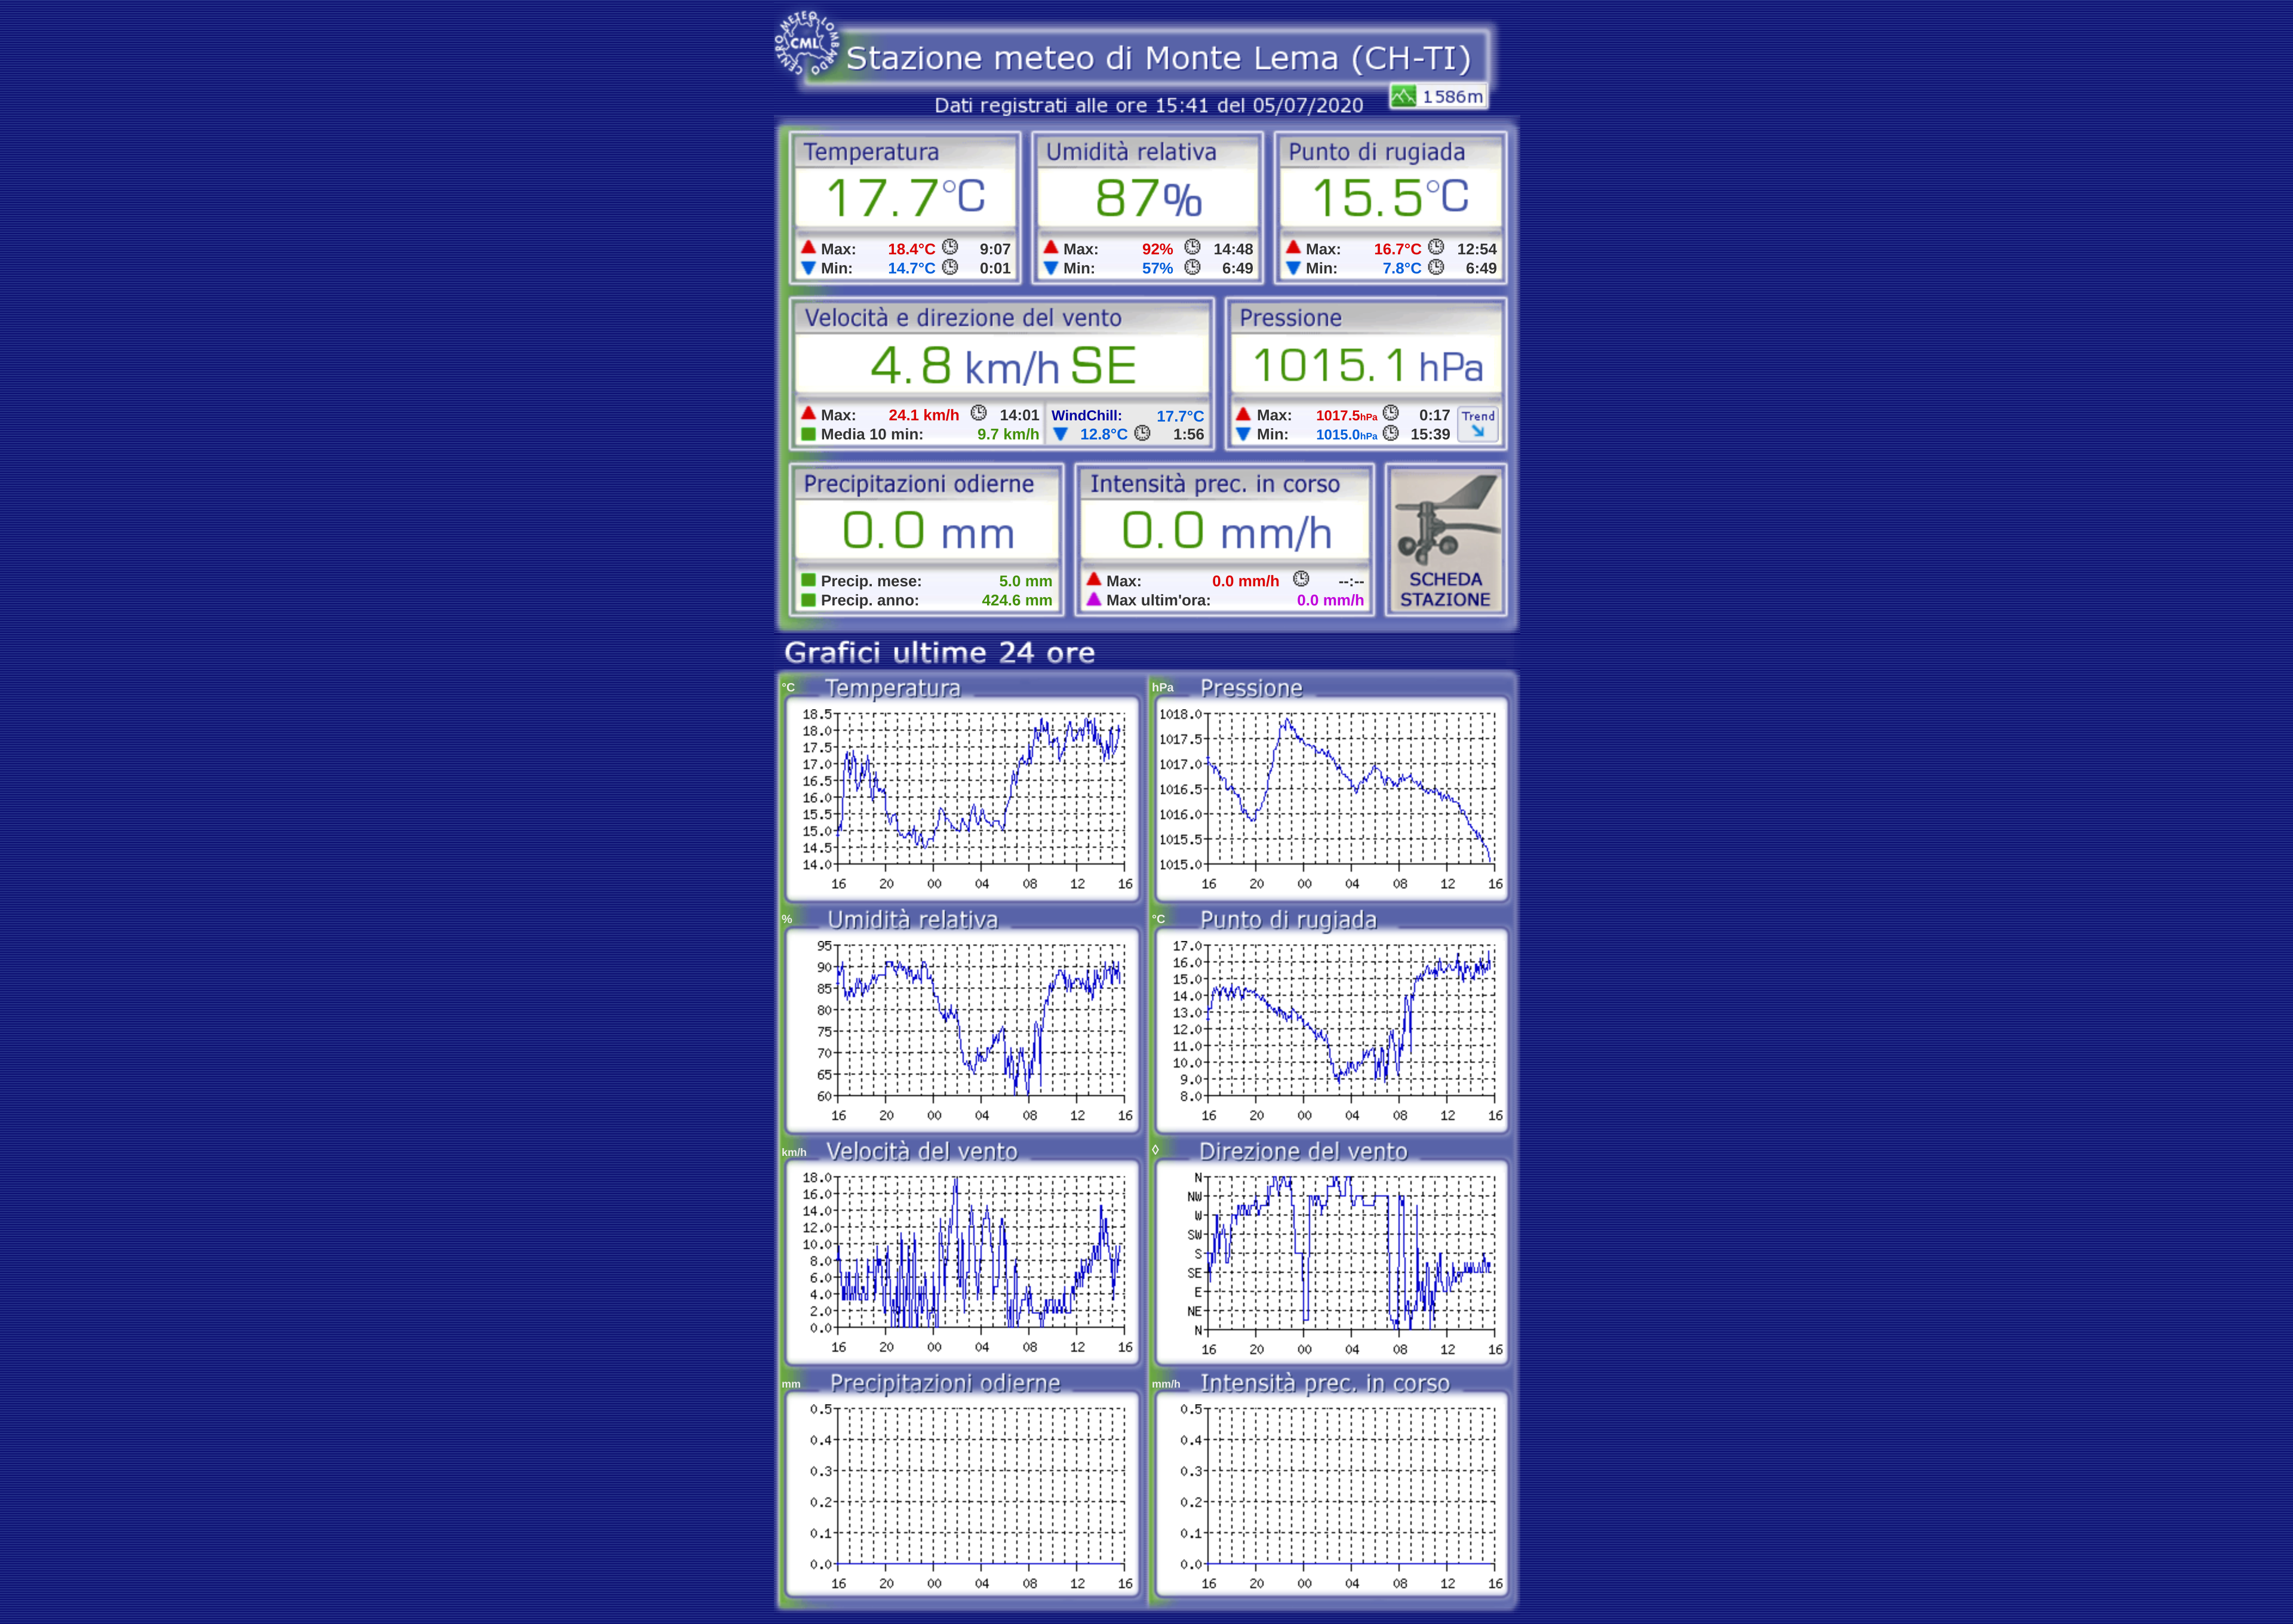 CENTRO METEO LOMBARDO
CML
Stazione meteo di Monte Lema (CH-TI)
Dati registrati alle ore 15:41 del 05/07/2020
1586m
Temperatura Umidità relativa Punto di rugiada
17.7°C 87% 15.5°C
Max: 18.4°C 9:07 Max: 92% 14:48 Max: 16.7°C 12:54
Min: 14.7°C 0:01 Min: 57% 6:49 Min: 7.8°C 6:49
Velocità e direzione del vento Pressione
4.8 km/h SE 1015.1 hPa
Max: 24.1 km/h 14:01 WindChill: 17.7°C Max: 1017.5hPa 0:17 Trend
Media 10 min: 9.7 km/h 12.8°C 1:56 Min: 1015.0hPa 15:39
Precipitazioni odierne Intensità prec. in corso
0.0 mm 0.0 mm/h
Precip. mese: 5.0 mm Max: 0.0 mm/h --:-- SCHEDA
Precip. anno: 424.6 mm Max ultim'ora: 0.0 mm/h STAZIONE
Grafici ultime 24 ore
°C Temperatura
18.5
18.0
17.5
17.0
16.5
16.0
15.5
15.0
14.5
14.0
16 20 00 04 08 12 16
hPa Pressione
1018.0
1017.5
1017.0
1016.5
1016.0
1015.5
1015.0
16 20 00 04 08 12 16
% Umidità relativa
95
90
85
80
75
70
65
60
16 20 00 04 08 12 16
°C Punto di rugiada
17.0
16.0
15.0
14.0
13.0
12.0
11.0
10.0
9.0
8.0
16 20 00 04 08 12 16
km/h Velocità del vento
18.0
16.0
14.0
12.0
10.0
8.0
6.0
4.0
2.0
0.0
16 20 00 04 08 12 16
◊ Direzione del vento
N
NW
W
SW
S
SE
E
NE
N
16 20 00 04 08 12 16
mm Precipitazioni odierne
0.5
0.4
0.3
0.2
0.1
0.0
16 20 00 04 08 12 16
mm/h Intensità prec. in corso
0.5
0.4
0.3
0.2
0.1
0.0
16 20 00 04 08 12 16